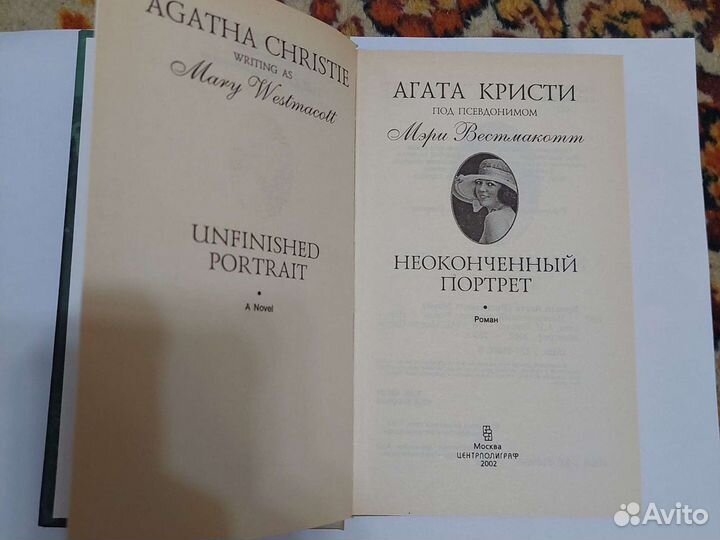 AGATHA CHRISTIE
WRITING AS
Mary Westmacott
UNFINISHED
PORTRAIT
A Novel
АГАТА КРИСТИ
ПОД ПСЕВДОНИМОМ
Мэри Вестмакотт
НЕОКОНЧЕННЫЙ
ПОРТРЕТ
Роман
Москва
ЦЕНТРПОЛИГРАФ
2002
Avito